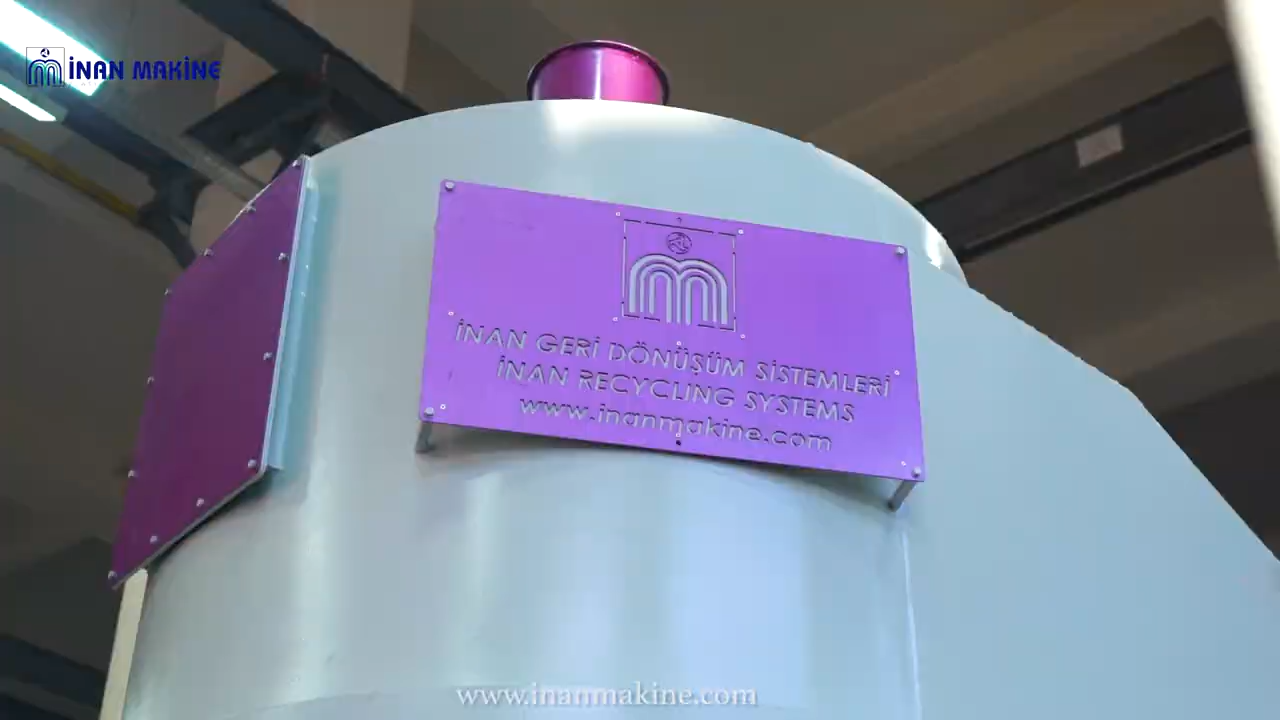 İNAN MAKİNE
İNAN GERİ DÖNÜŞÜM SİSTEMLERİ
İNAN RECYCLING SYSTEMS
www.inanmakine.com
www.inanmakine.com